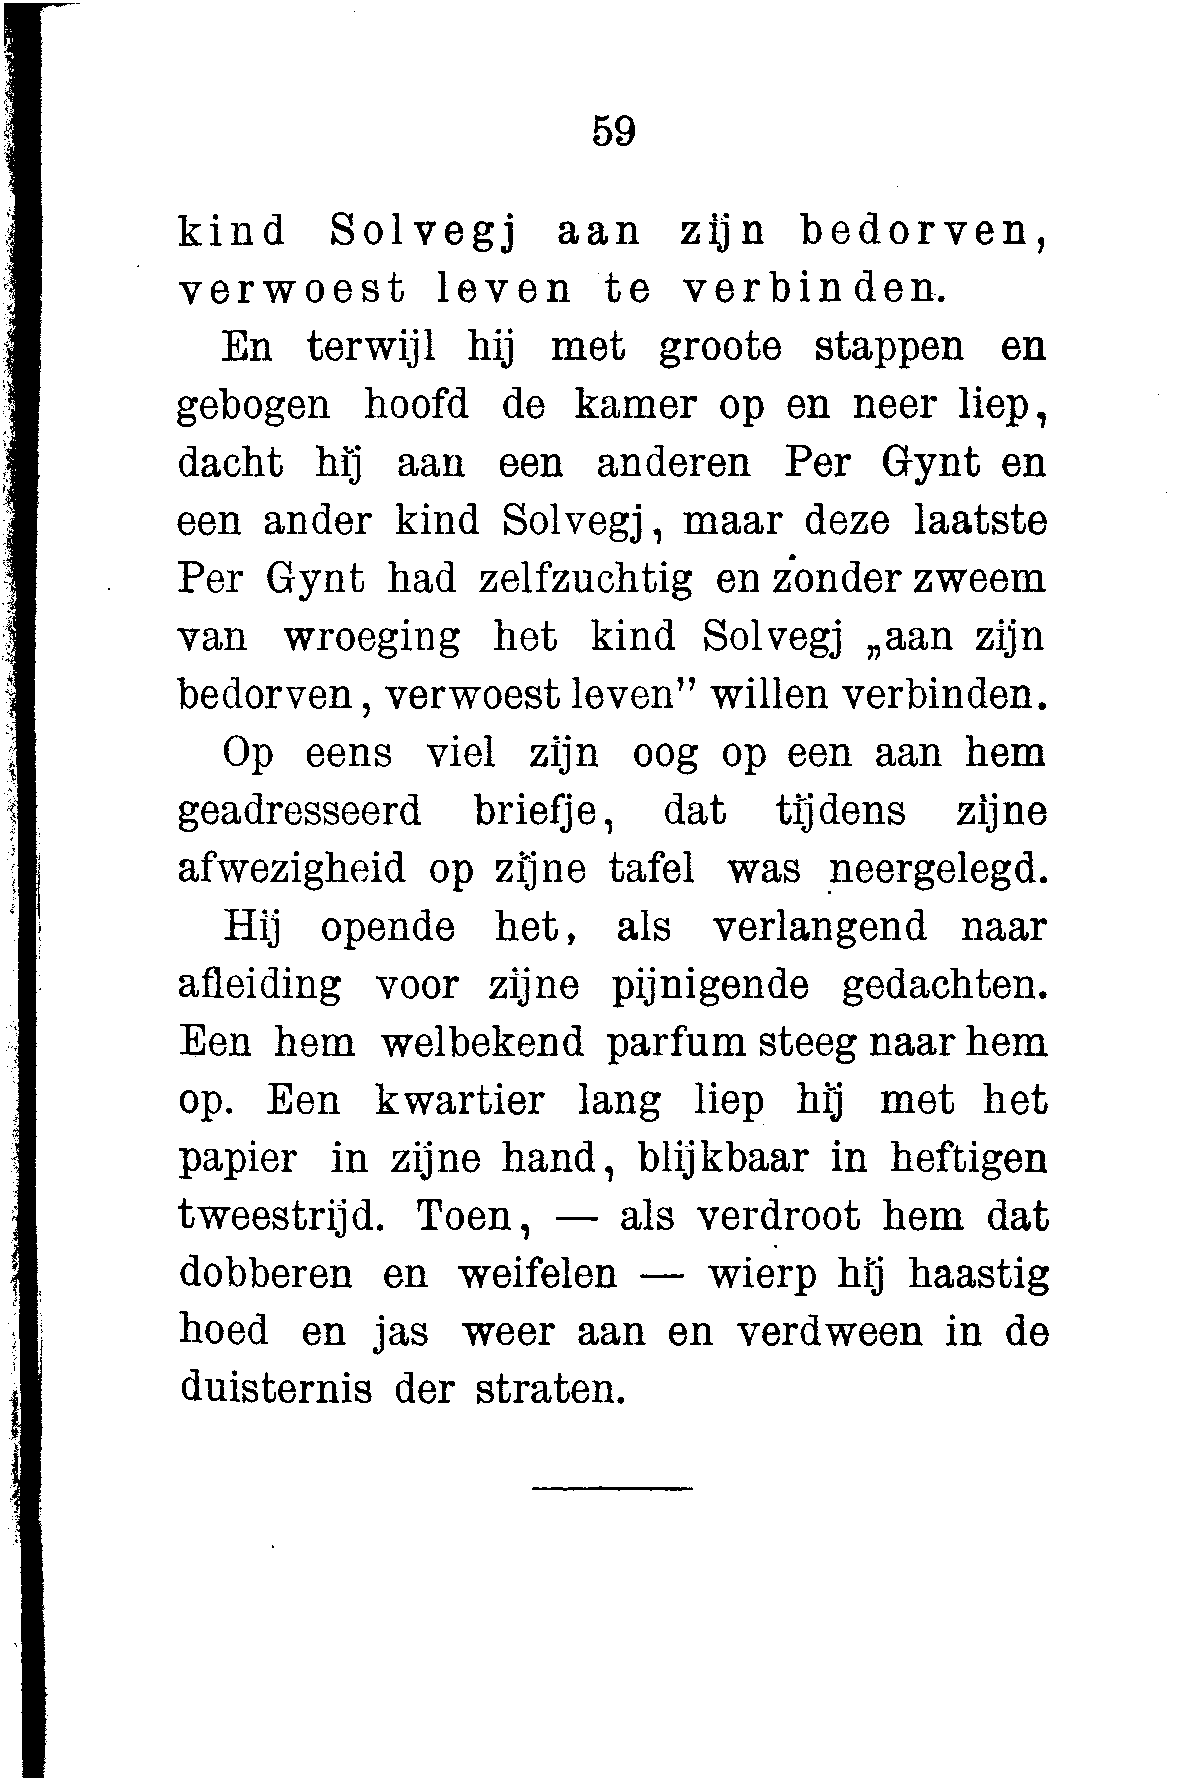 59
kind Solvegj aan zijn bedorven,
verwoest leven te verbinden.
En terwijl hij met groote stappen en
gebogen hoofd de kamer op en neer liep,
dacht hij aan een anderen Per Gynt en
een ander kind Solvegj, maar deze laatste
Per Gynt had zelfzuchtig en zonder zweem
van wroeging het kind Solvegj „aan zijn
bedorven, verwoest leven” willen verbinden.
Op eens viel zijn oog op een aan hem
geadresseerd briefje, dat tijdens zijne
afwezigheid op zijne tafel was neergelegd.
Hij opende het, als verlangend naar
afleiding voor zijne pijnigende gedachten.
Een hem welbekend parfum steeg naar hem
op. Een kwartier lang liep hij met het
papier in zijne hand, blijkbaar in heftigen
tweestrijd. Toen, — als verdroot hem dat
dobberen en weifelen — wierp hij haastig
hoed en jas weer aan en verdween in de
duisternis der straten.